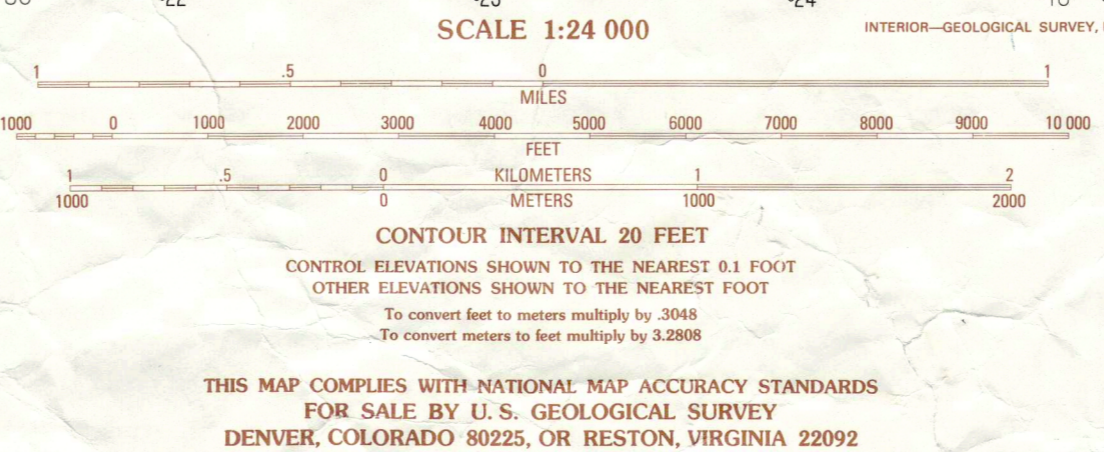 SCALE 1:24 000
INTERIOR—GEOLOGICAL SURVEY,
1 .5 0 1
MILES
1000 0 1000 2000 3000 4000 5000 6000 7000 8000 9000 10 000
FEET
1 .5 0 KILOMETERS 1 2
1000 0 METERS 1000 2000
CONTOUR INTERVAL 20 FEET
CONTROL ELEVATIONS SHOWN TO THE NEAREST 0.1 FOOT
OTHER ELEVATIONS SHOWN TO THE NEAREST FOOT
To convert feet to meters multiply by .3048
To convert meters to feet multiply by 3.2808
THIS MAP COMPLIES WITH NATIONAL MAP ACCURACY STANDARDS
FOR SALE BY U. S. GEOLOGICAL SURVEY
DENVER, COLORADO 80225, OR RESTON, VIRGINIA 22092